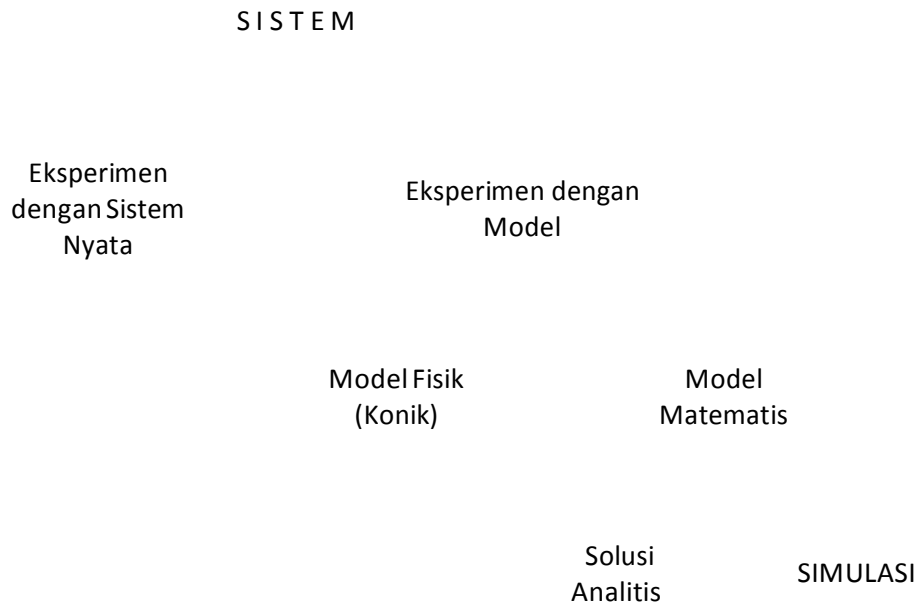 S I S T E M
Eksperimen
dengan Sistem
Nyata
Eksperimen dengan
Model
Model Fisik
(Konik)
Model
Matematis
Solusi
Analitis
SIMULASI